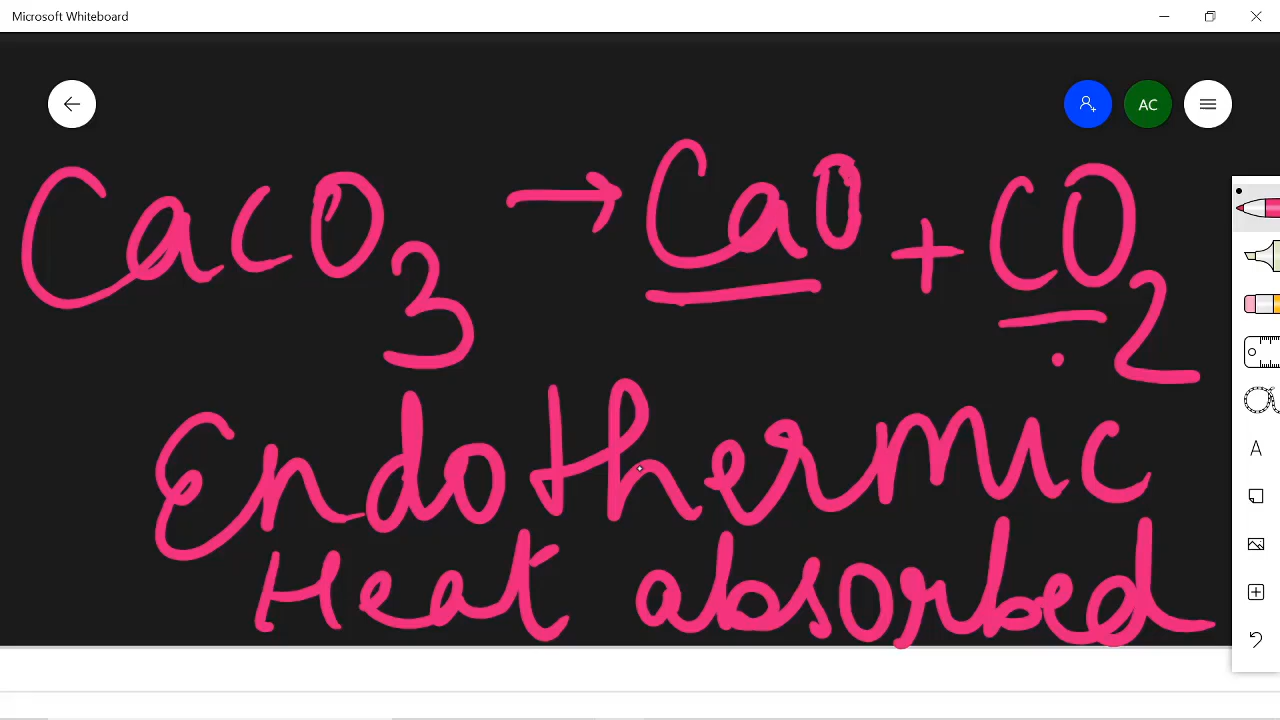 Microsoft Whiteboard
AC
CaCO3 → CaO + CO2
Endothermic
Heat absorbed
A